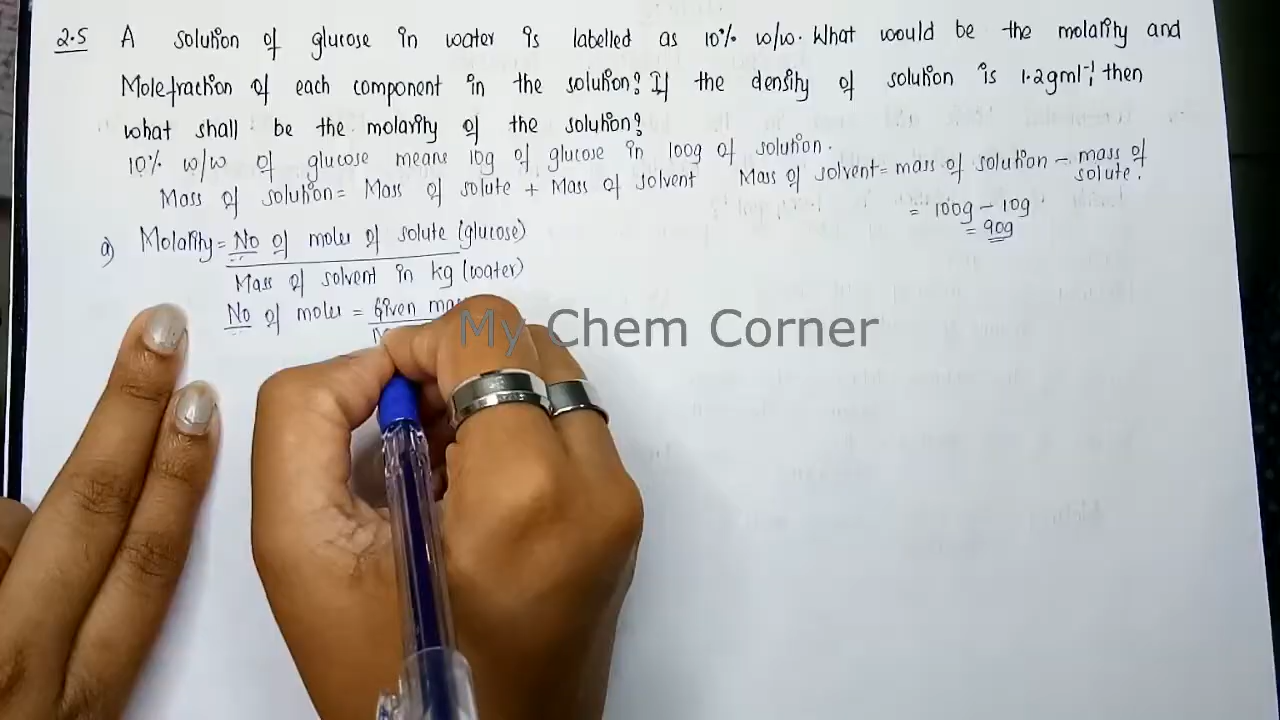 2.5 A solution of glucose in water is labelled as 10% w/w. What would be the molality and
Molefraction of each component in the solution? If the density of solution is 1.2gml⁻¹, then
what shall be the molarity of the solution?
10% w/w of glucose means 10g of glucose in 100g of solution.
Mass of solution = Mass of solute + Mass of solvent
Mass of solvent = mass of solution - mass of solute.
= 100g - 10g
= 90g
a) Molality = No of moles of solute (glucose)
Mass of solvent in kg (water)
No of moles = Given
My Chem Corner